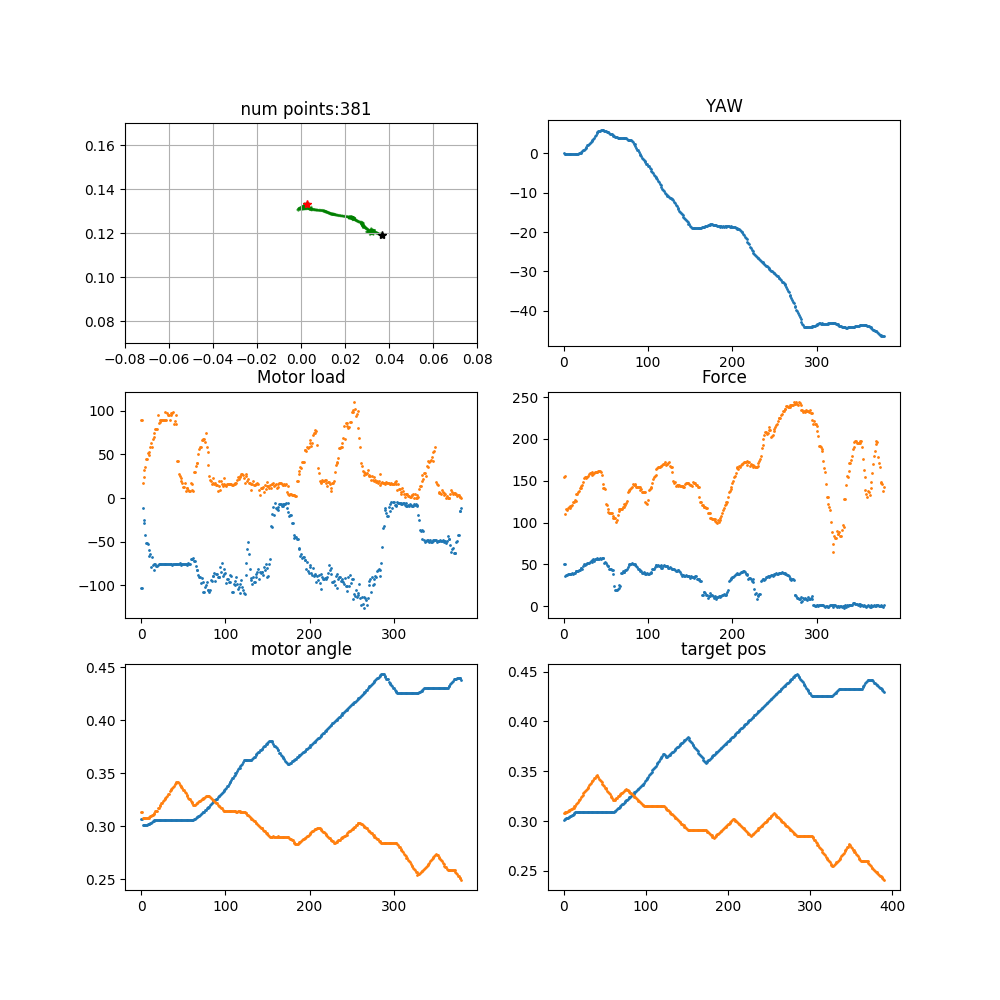 num points:381
YAW
0.16
0.14
0.12
0.10
0.08
−0.08 −0.06 −0.04 −0.02 0.00 0.02 0.04 0.06 0.08
0
−10
−20
−30
−40
0 100 200 300
Motor load
Force
100
50
0
−50
−100
0 100 200 300
250
200
150
100
50
0
0 100 200 300
motor angle
target pos
0.45
0.40
0.35
0.30
0.25
0 100 200 300
0.45
0.40
0.35
0.30
0.25
0 100 200 300 400